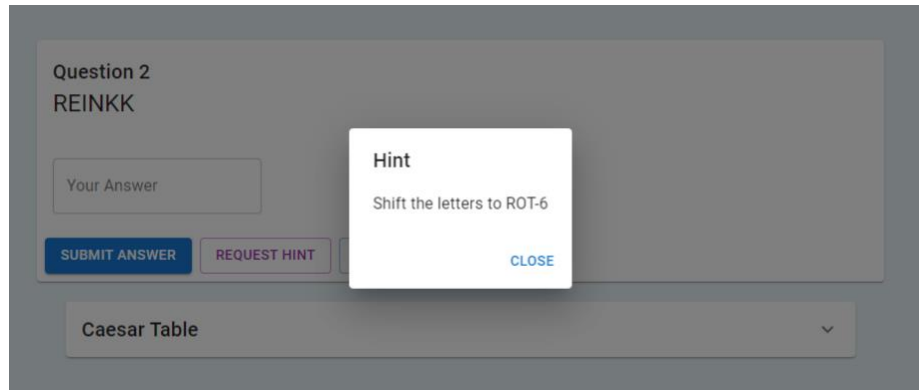 Question 2
REINKK
Hint
Your Answer
Shift the letters to ROT-6
SUBMIT ANSWER
REQUEST HINT
CLOSE
Caesar Table